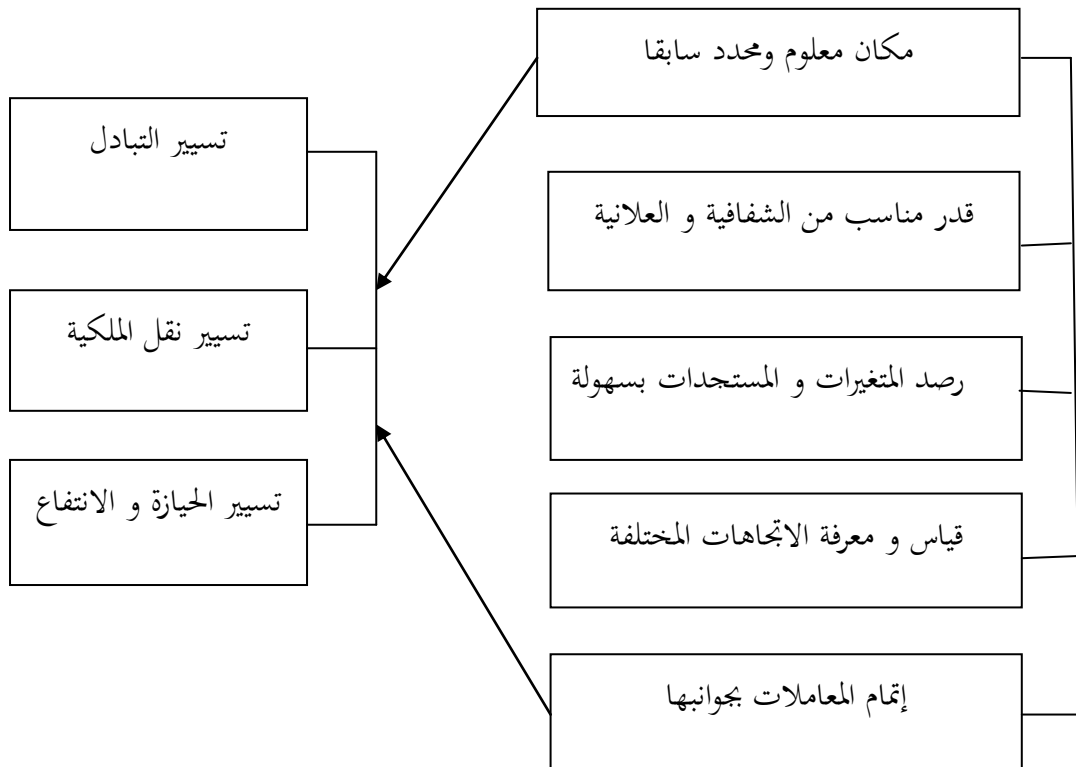 مكان معلوم ومحدد سابقا
قدر مناسب من الشفافية و العلانية
رصد المتغيرات و المستجدات بسهولة
قياس و معرفة الاتجاهات المختلفة
إتمام المعاملات بجوانبها
تسيير التبادل
تسيير نقل الملكية
تسيير الحيازة و الانتفاع